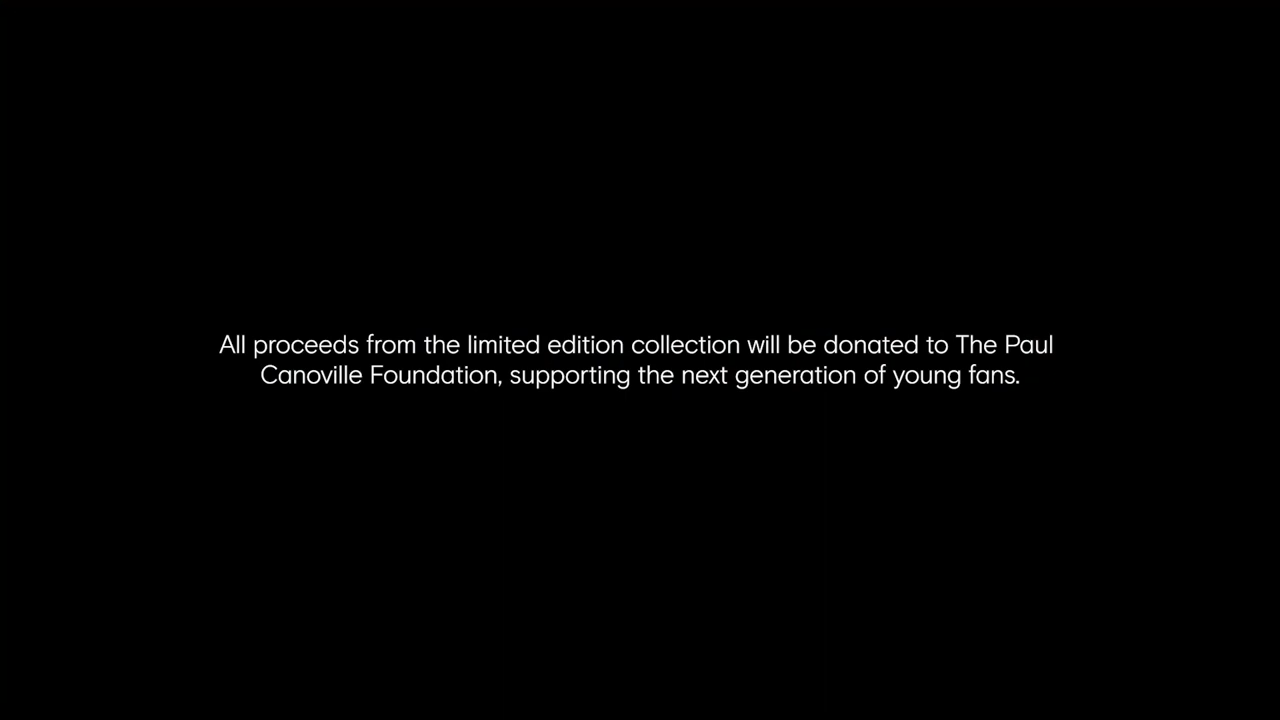 All proceeds from the limited edition collection will be donated to The Paul
Canoville Foundation, supporting the next generation of young fans.